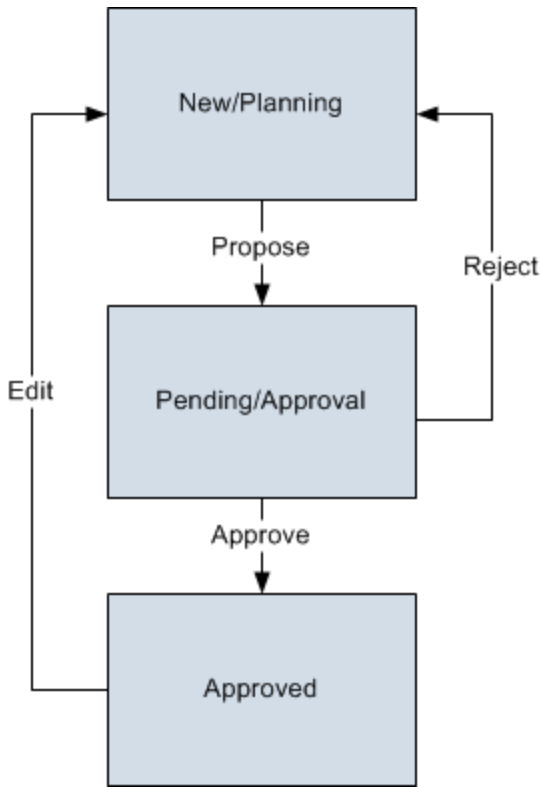 New/Planning
Propose
Reject
Edit
Pending/Approval
Approve
Approved